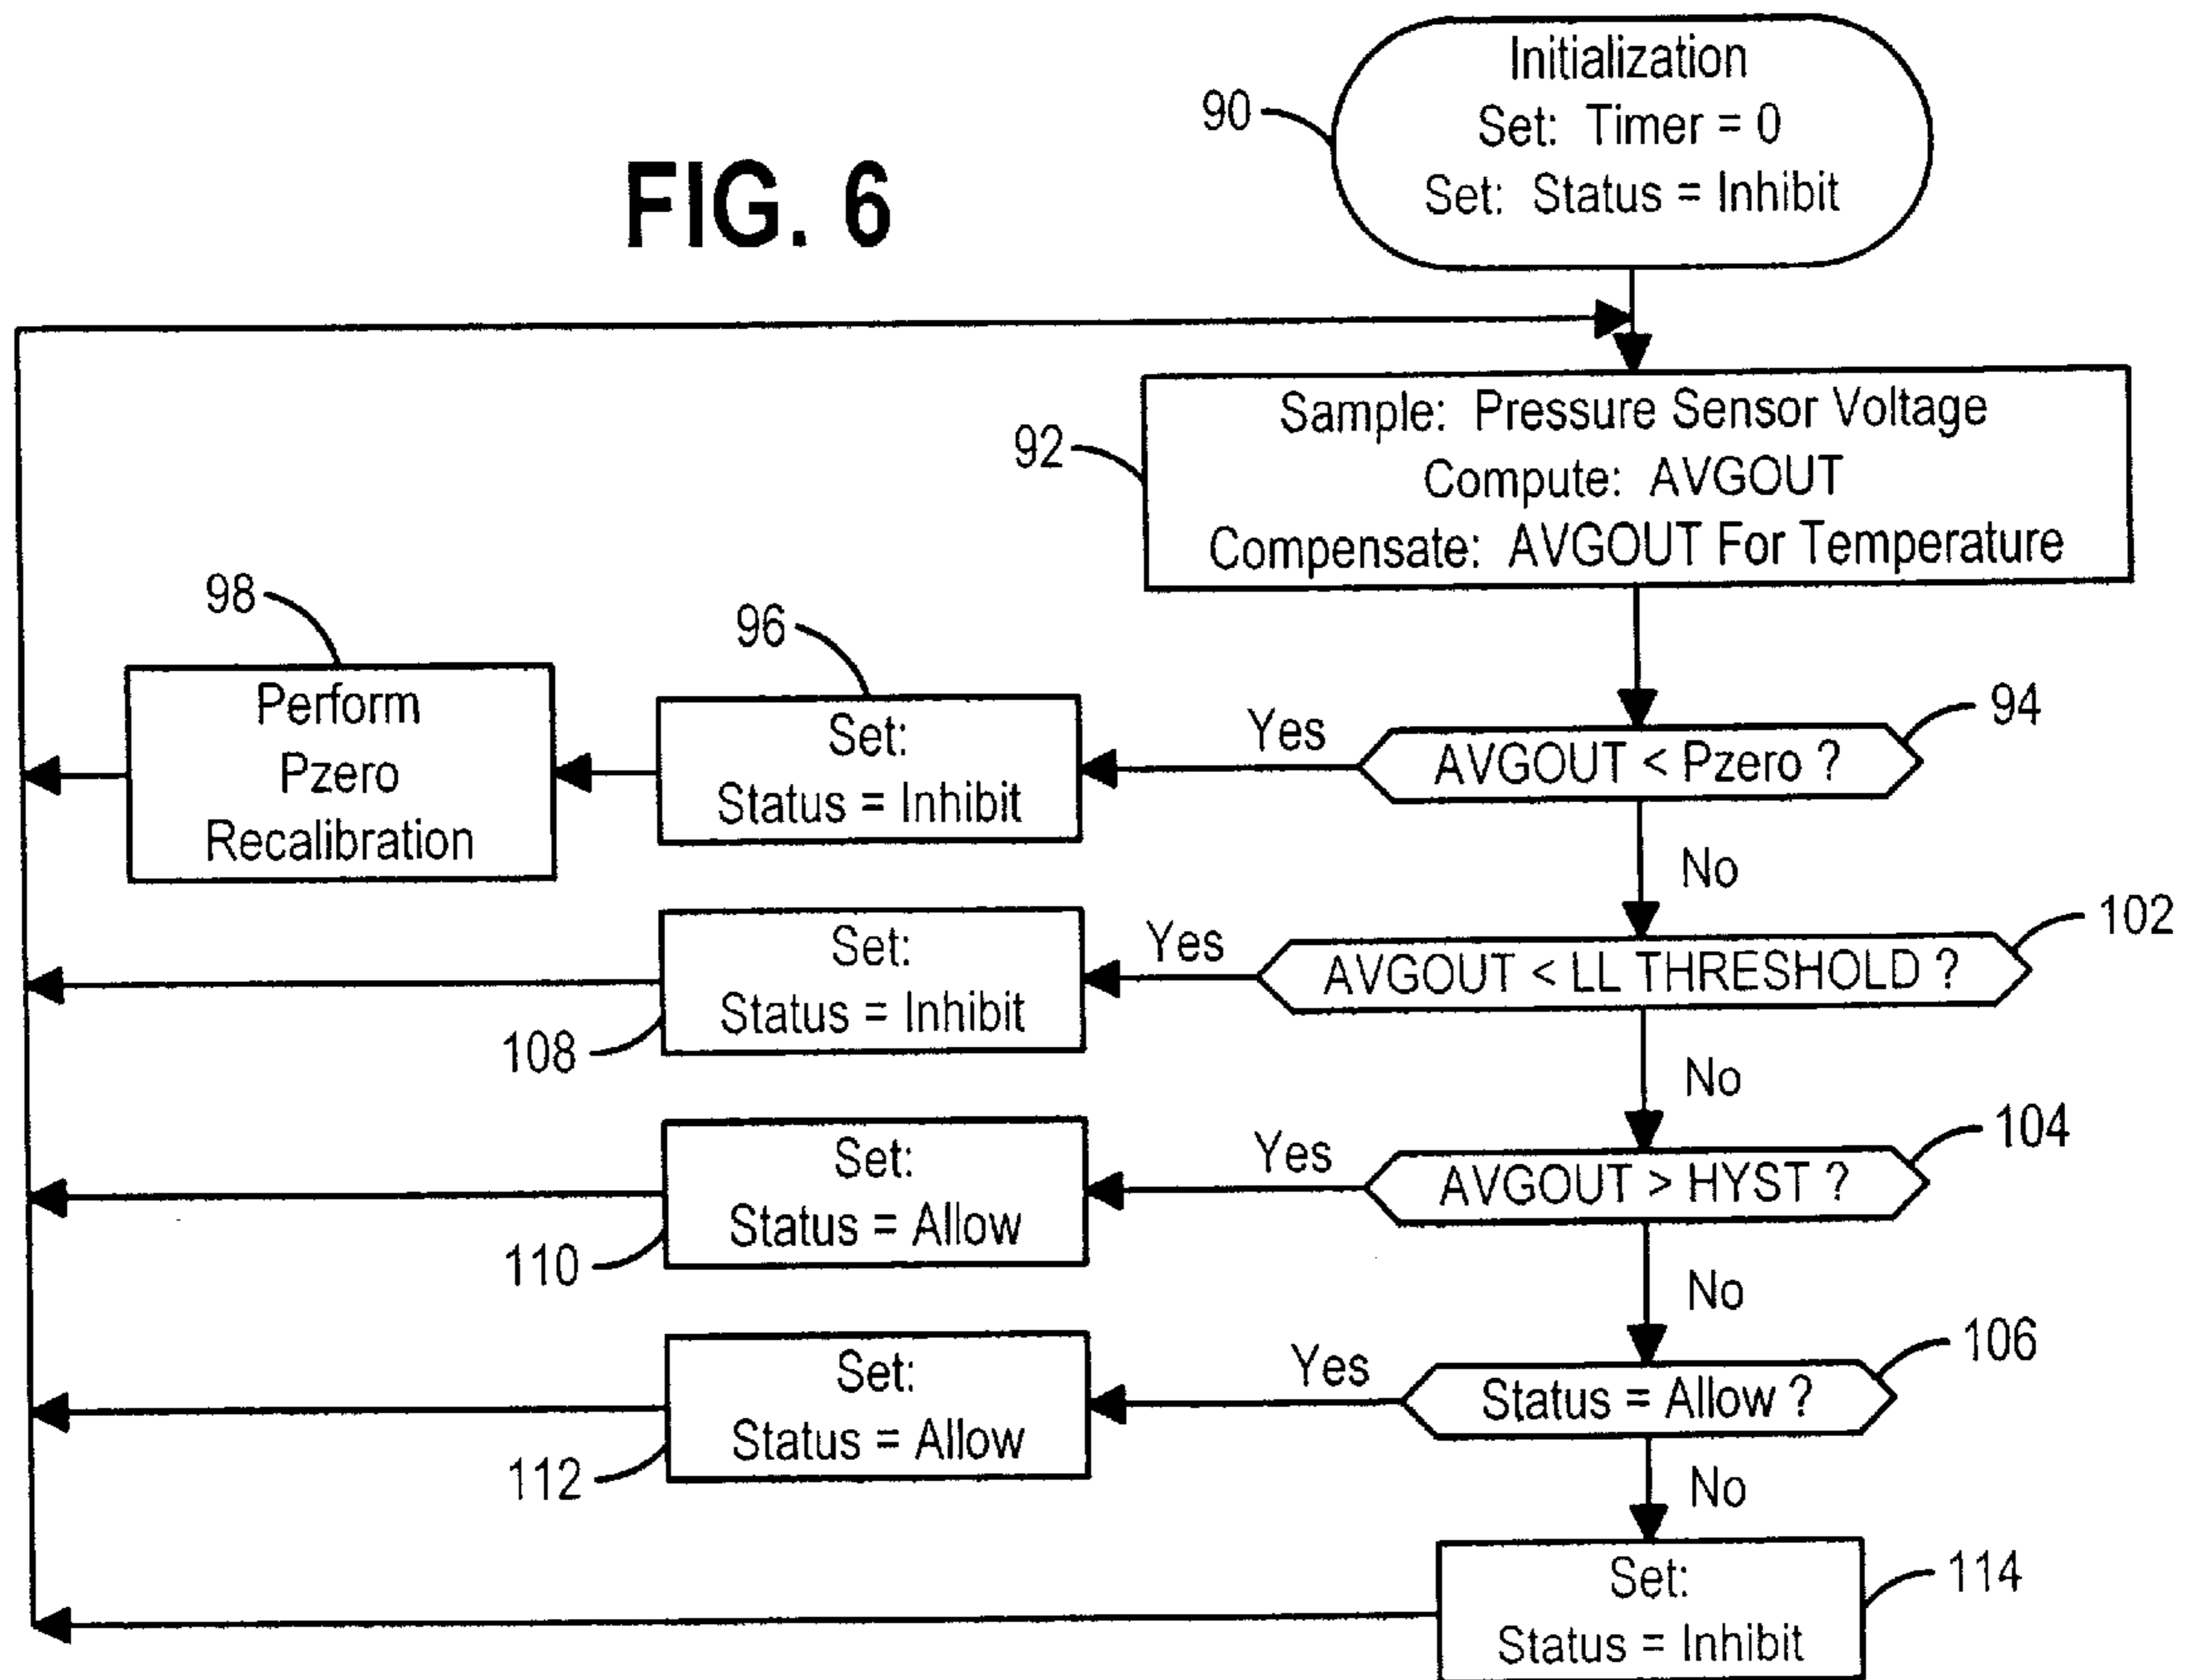 FIG. 6
90
Initialization
Set: Timer = 0
Set: Status = Inhibit
92
Sample: Pressure Sensor Voltage
Compute: AVGOUT
Compensate: AVGOUT For Temperature
98
Perform
Pzero
Recalibration
96
Set:
Status = Inhibit
Yes
94
AVGOUT < Pzero ?
No
108
Set:
Status = Inhibit
Yes
102
AVGOUT < LL THRESHOLD ?
No
110
Set:
Status = Allow
Yes
104
AVGOUT > HYST ?
No
112
Set:
Status = Allow
Yes
106
Status = Allow ?
No
114
Set:
Status = Inhibit